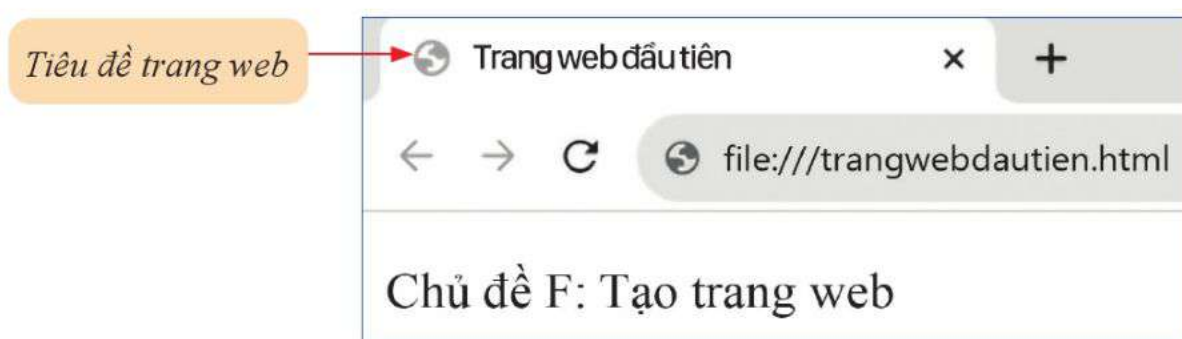 Tiêu đề trang web
Trang web đầu tiên
file:///trangwebdautien.html
Chủ đề F: Tạo trang web